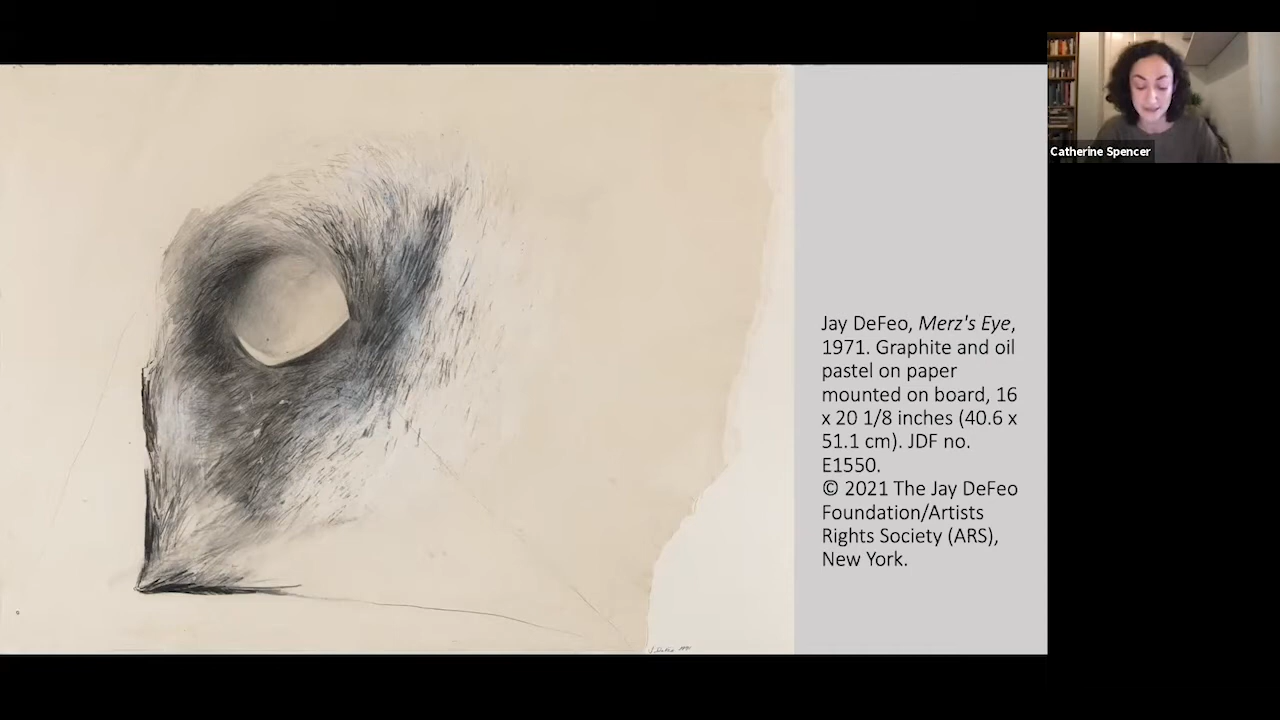 Catherine Spencer
Jay DeFeo, Merz's Eye,
1971. Graphite and oil
pastel on paper
mounted on board, 16
x 20 1/8 inches (40.6 x
51.1 cm). JDF no.
E1550.
© 2021 The Jay DeFeo
Foundation/Artists
Rights Society (ARS),
New York.